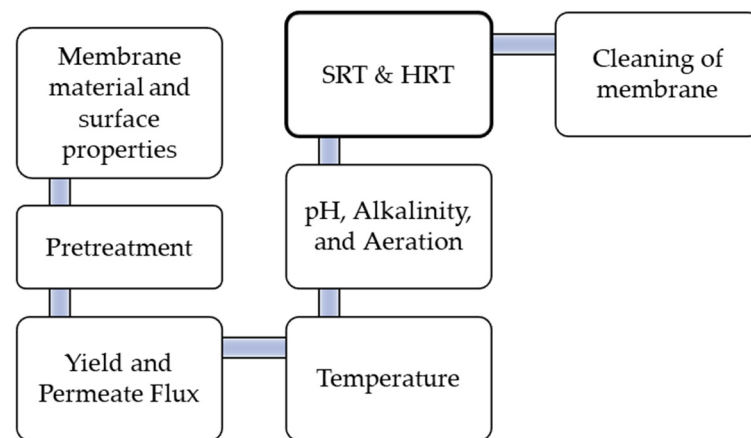 Membrane
material and
surface
properties
Pretreatment
Yield and
Permeate Flux
Temperature
pH, Alkalinity,
and Aeration
SRT & HRT
Cleaning of
membrane